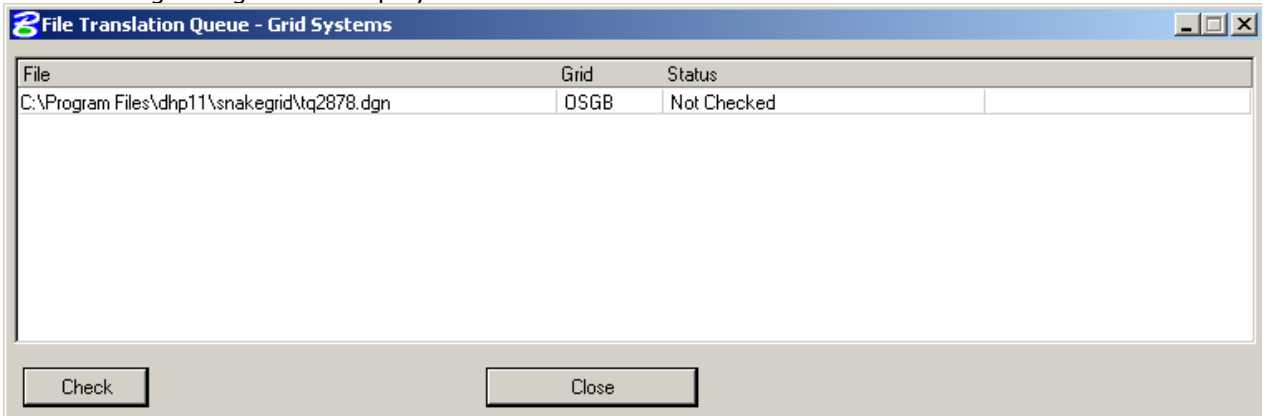 File Translation Queue - Grid Systems
File Grid Status
C:\Program Files\dhp11\snakegrid\tq2878.dgn OSGB Not Checked
Check Close